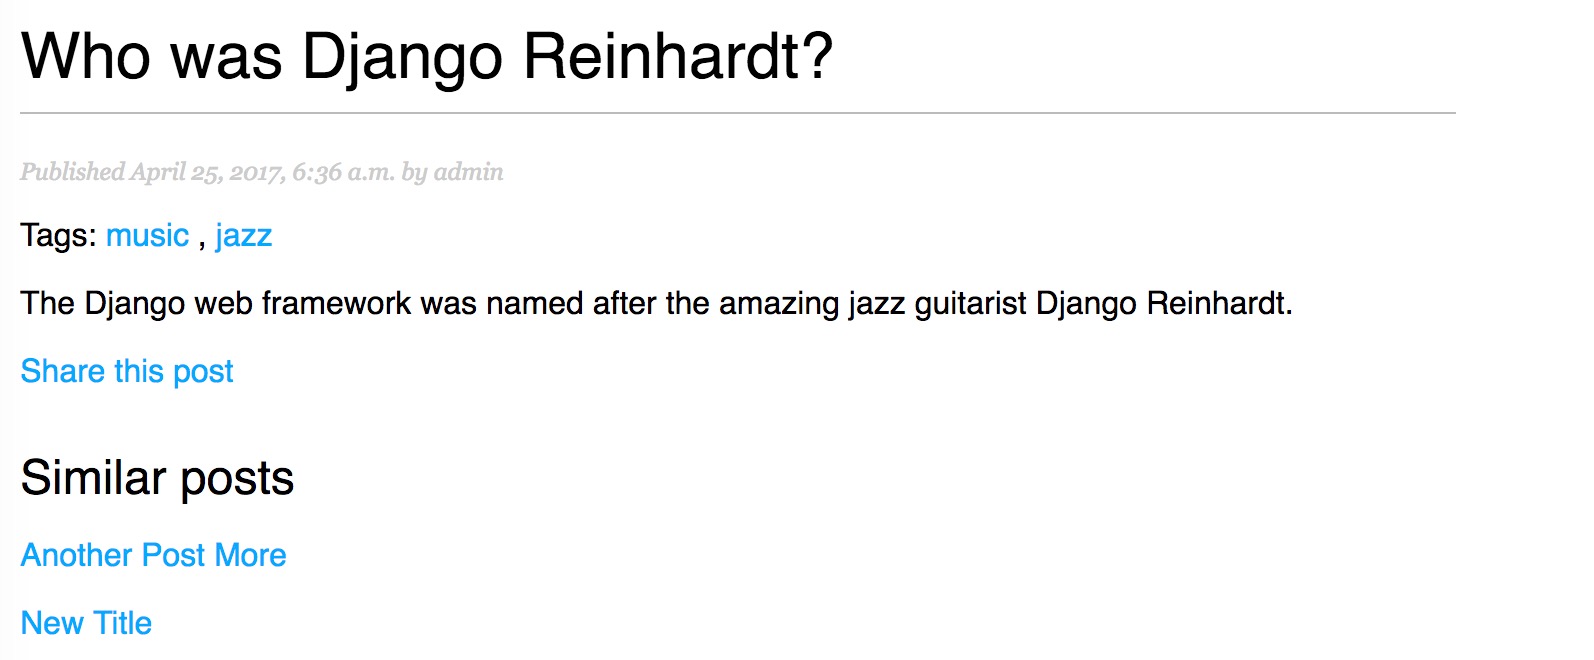 Who was Django Reinhardt?
Published April 25, 2017, 6:36 a.m. by admin
Tags: music , jazz
The Django web framework was named after the amazing jazz guitarist Django Reinhardt.
Share this post
Similar posts
Another Post More
New Title